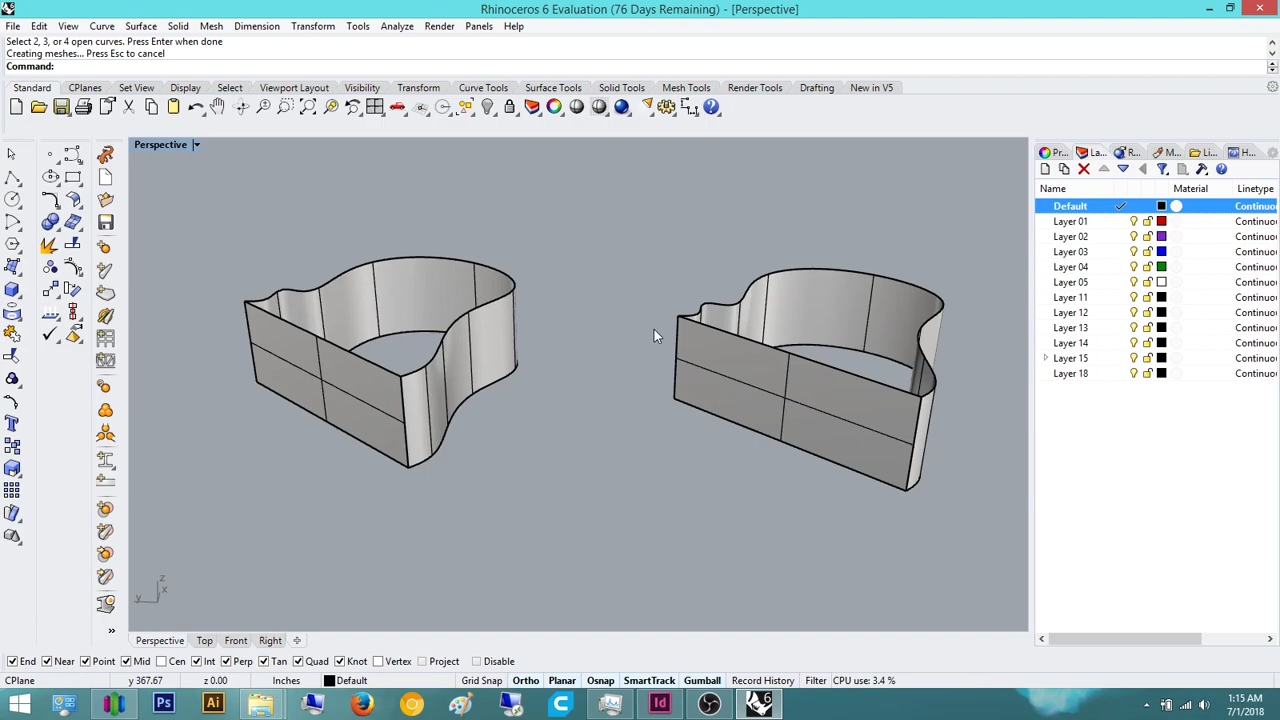 Rhinoceros 6 Evaluation (76 Days Remaining) - [Perspective]
File Edit View Curve Surface Solid Mesh Dimension Transform Tools Analyze Render Panels Help
Select 2, 3, or 4 open curves. Press Enter when done
Creating meshes... Press Esc to cancel
Command:
Standard CPlanes Set View Display Select Viewport Layout Visibility Transform Curve Tools Surface Tools Solid Tools Mesh Tools Render Tools Drafting New in V5
Perspective
Pr... La... R... M... Li... H...
Name Material Linetype
Default Continuo
Layer 01 Continuo
Layer 02 Continuo
Layer 03 Continuo
Layer 04 Continuo
Layer 05 Continuo
Layer 11 Continuo
Layer 12 Continuo
Layer 13 Continuo
Layer 14 Continuo
Layer 15 Continuo
Layer 18 Continuo
z
x
y
Perspective Top Front Right
End Near Point Mid Cen Int Perp Tan Quad Knot Vertex Project Disable
CPlane y 367.67 z 0.00 Inches Default Grid Snap Ortho Planar Osnap SmartTrack Gumball Record History Filter CPU use: 3.4 %
Ps Ai Id 6
1:15 AM
7/1/2018